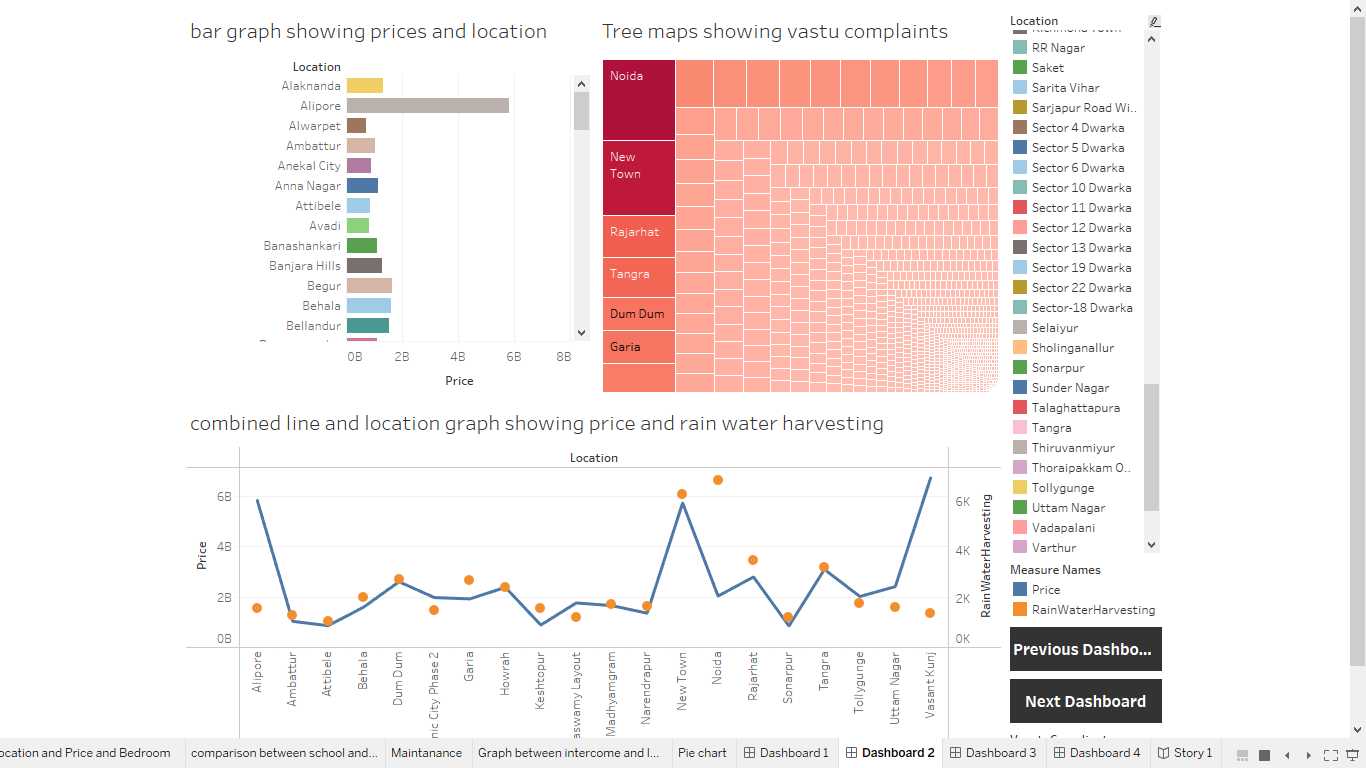 bar graph showing prices and location
Location
Alaknanda
Alipore
Alwarpet
Ambattur
Anekal City
Anna Nagar
Attibele
Avadi
Banashankari
Banjara Hills
Begur
Behala
Bellandur
0B
2B
4B
6B
8B
Price
Tree maps showing vastu complaints
Noida
New
Town
Rajarhat
Tangra
Dum Dum
Garia
combined line and location graph showing price and rain water harvesting
Location
Price
6B
4B
2B
0B
6K
4K
2K
0K
RainWaterHarvesting
Alipore
Ambattur
Attibele
Behala
Dum Dum
nic City Phase 2
Garia
Howrah
Keshtopur
aswamy Layout
Madhyamgram
Narendrapur
New Town
Noida
Rajarhat
Sonarpur
Tangra
Tollygunge
Uttam Nagar
Vasant Kunj
Location
Richmond Town
RR Nagar
Saket
Sarita Vihar
Sarjapur Road Wi..
Sector 4 Dwarka
Sector 5 Dwarka
Sector 6 Dwarka
Sector 10 Dwarka
Sector 11 Dwarka
Sector 12 Dwarka
Sector 13 Dwarka
Sector 19 Dwarka
Sector 22 Dwarka
Sector-18 Dwarka
Selaiyur
Sholinganallur
Sonarpur
Sunder Nagar
Talaghattapura
Tangra
Thiruvanmiyur
Thoraipakkam O..
Tollygunge
Uttam Nagar
Vadapalani
Varthur
Measure Names
Price
RainWaterHarvesting
Previous Dashbo...
Next Dashboard
ocation and Price and Bedroom
comparison between school and...
Maintanance
Graph between intercome and l...
Pie chart
Dashboard 1
Dashboard 2
Dashboard 3
Dashboard 4
Story 1